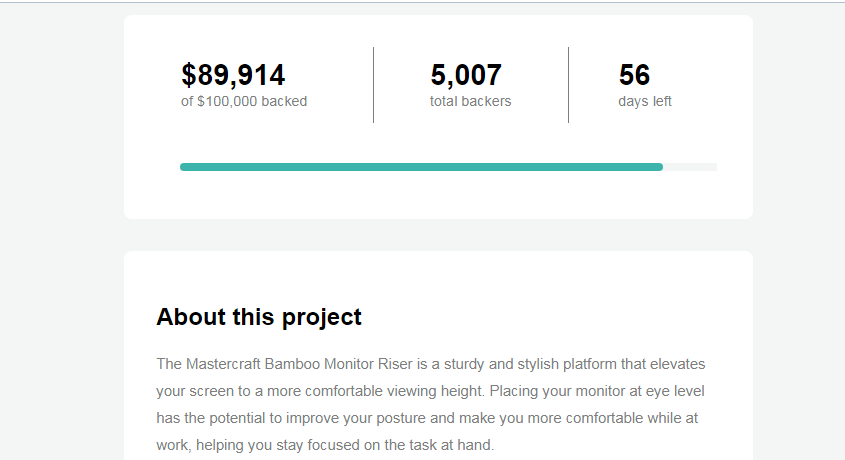 $89,914
of $100,000 backed
5,007
total backers
56
days left
About this project
The Mastercraft Bamboo Monitor Riser is a sturdy and stylish platform that elevates
your screen to a more comfortable viewing height. Placing your monitor at eye level
has the potential to improve your posture and make you more comfortable while at
work, helping you stay focused on the task at hand.